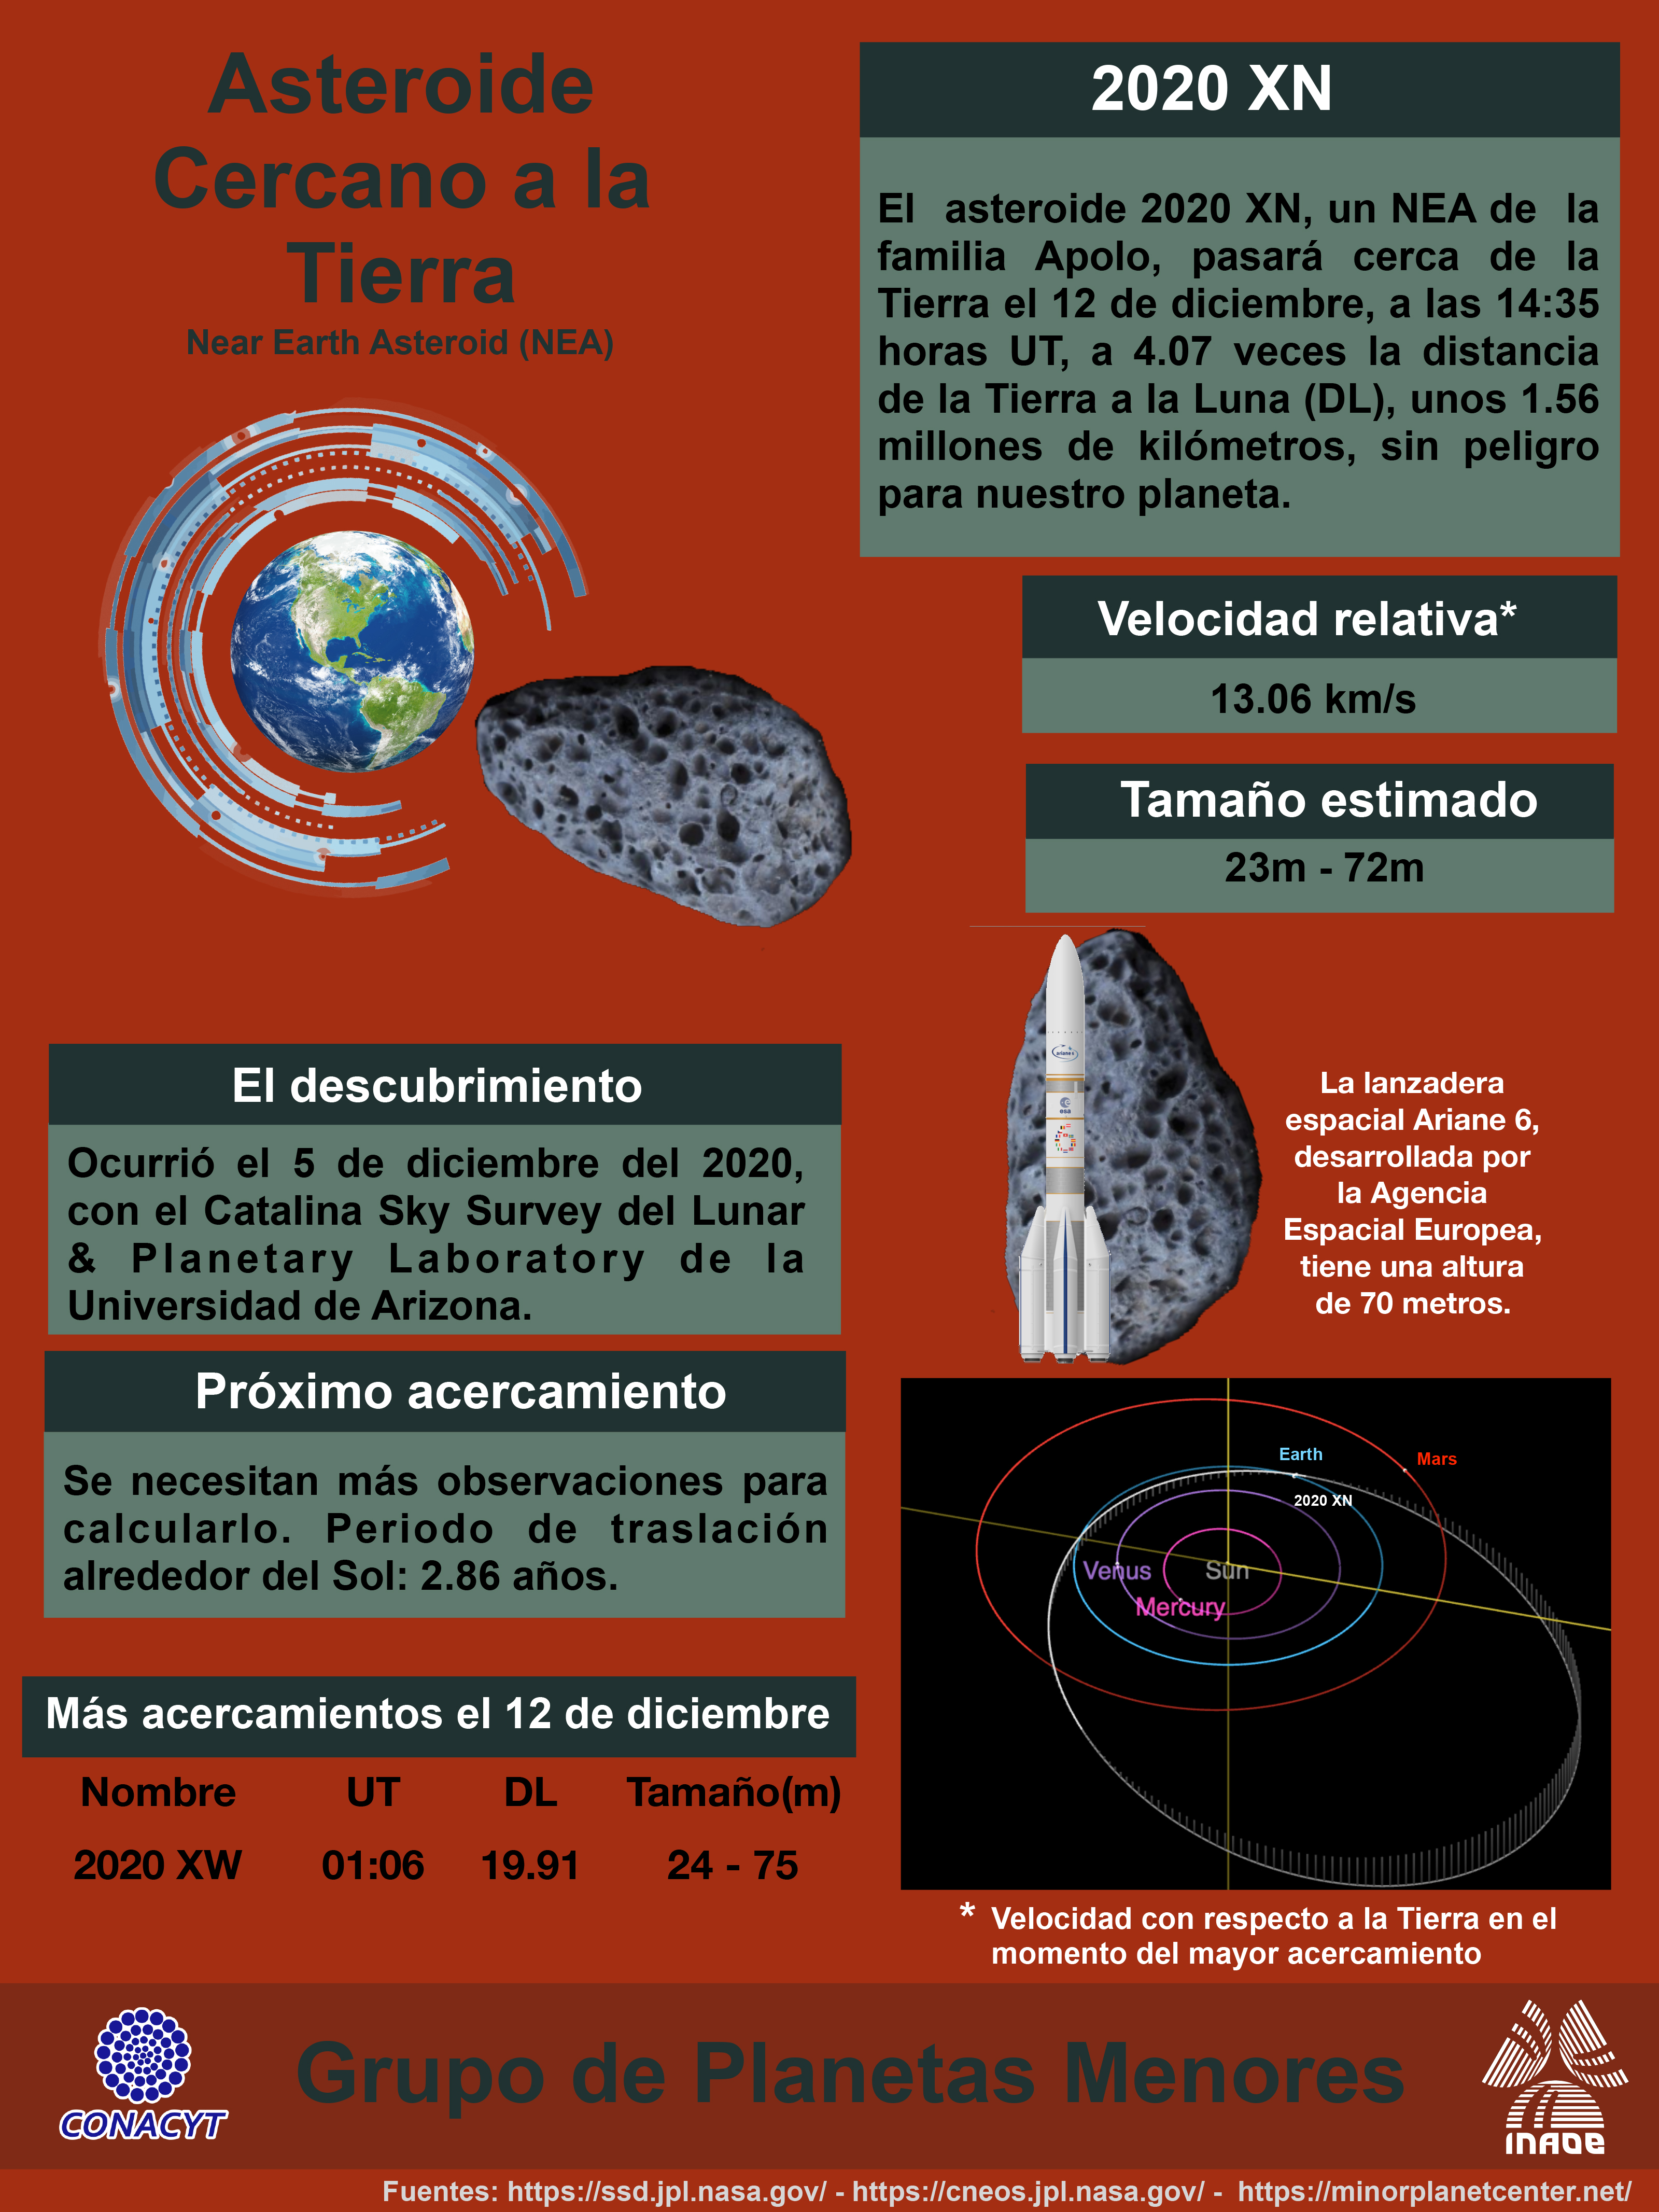 Asteroide
Cercano a la
Tierra
Near Earth Asteroid (NEA)
2020 XN
El asteroide 2020 XN, un NEA de la
familia Apolo, pasará cerca de la
Tierra el 12 de diciembre, a las 14:35
horas UT, a 4.07 veces la distancia
de la Tierra a la Luna (DL), unos 1.56
millones de kilómetros, sin peligro
para nuestro planeta.
Velocidad relativa*
13.06 km/s
Tamaño estimado
23m - 72m
ariane 6
esa
La lanzadera
espacial Ariane 6,
desarrollada por
la Agencia
Espacial Europea,
tiene una altura
de 70 metros.
El descubrimiento
Ocurrió el 5 de diciembre del 2020,
con el Catalina Sky Survey del Lunar
& Planetary Laboratory de la
Universidad de Arizona.
Próximo acercamiento
Se necesitan más observaciones para
calcularlo. Periodo de traslación
alrededor del Sol: 2.86 años.
Earth
Mars
2020 XN
Venus
Sun
Mercury
Más acercamientos el 12 de diciembre
Nombre UT DL Tamaño(m)
2020 XW 01:06 19.91 24 - 75
* Velocidad con respecto a la Tierra en el
momento del mayor acercamiento
CONACYT
Grupo de Planetas Menores
INAOE
Fuentes: https://ssd.jpl.nasa.gov/ - https://cneos.jpl.nasa.gov/ - https://minorplanetcenter.net/